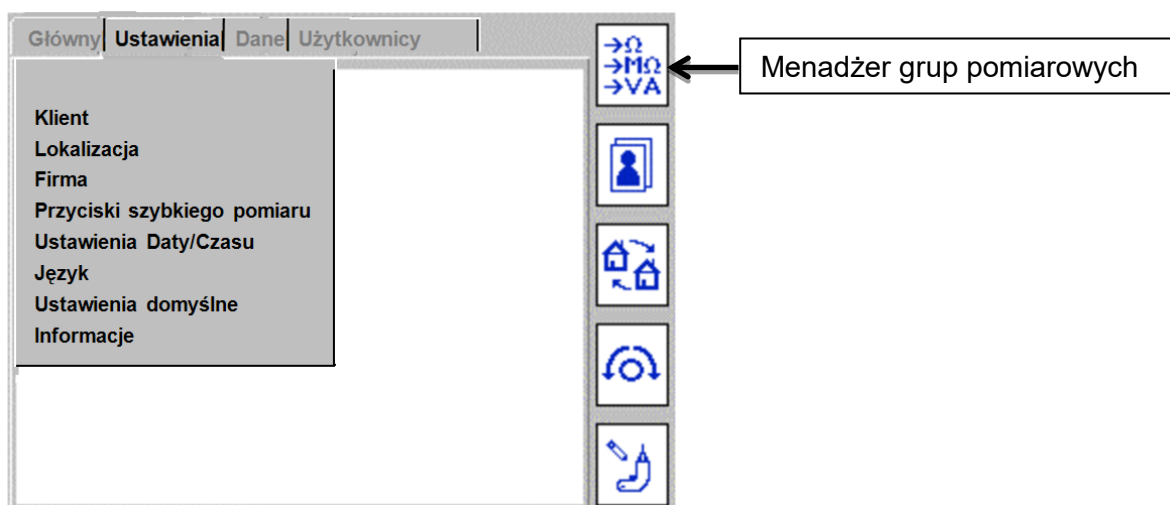 Główny Ustawienia Dane Użytkownicy
→Ω
→MΩ
→VA
Menadżer grup pomiarowych
Klient
Lokalizacja
Firma
Przyciski szybkiego pomiaru
Ustawienia Daty/Czasu
Język
Ustawienia domyślne
Informacje